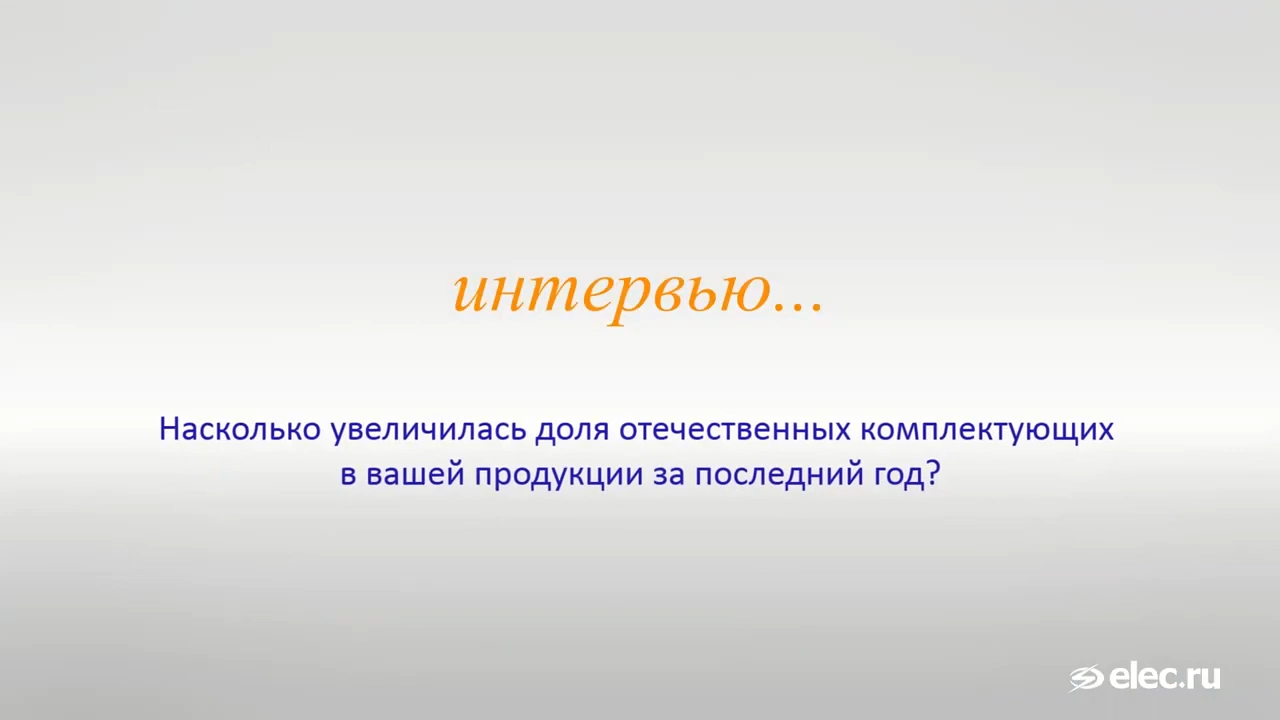 интервью...
Насколько увеличилась доля отечественных комплектующих
в вашей продукции за последний год?
elec.ru